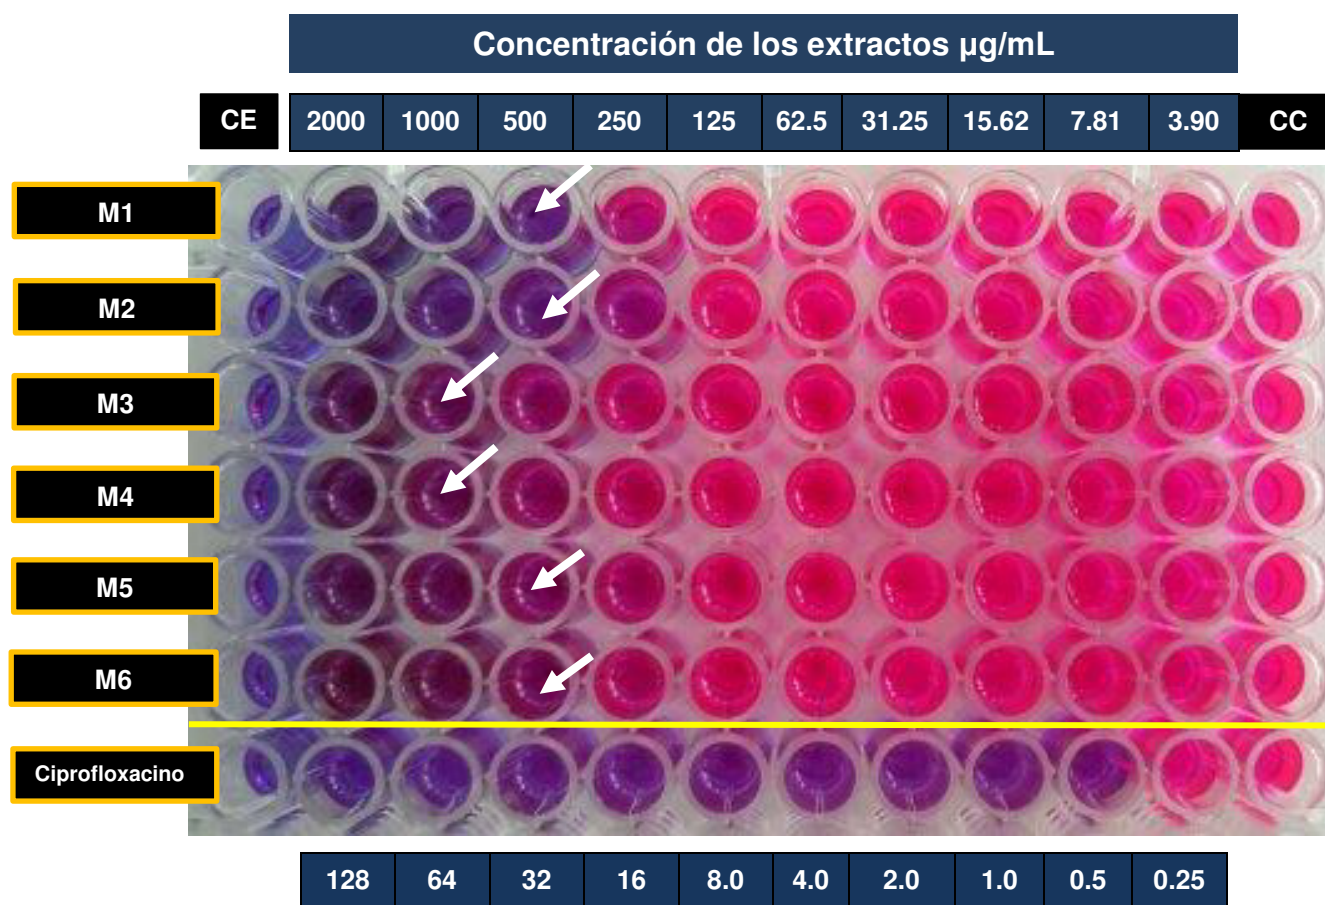 Concentración de los extractos µg/mL
CE 2000 1000 500 250 125 62.5 31.25 15.62 7.81 3.90 CC
M1
M2
M3
M4
M5
M6
Ciprofloxacino
128 64 32 16 8.0 4.0 2.0 1.0 0.5 0.25